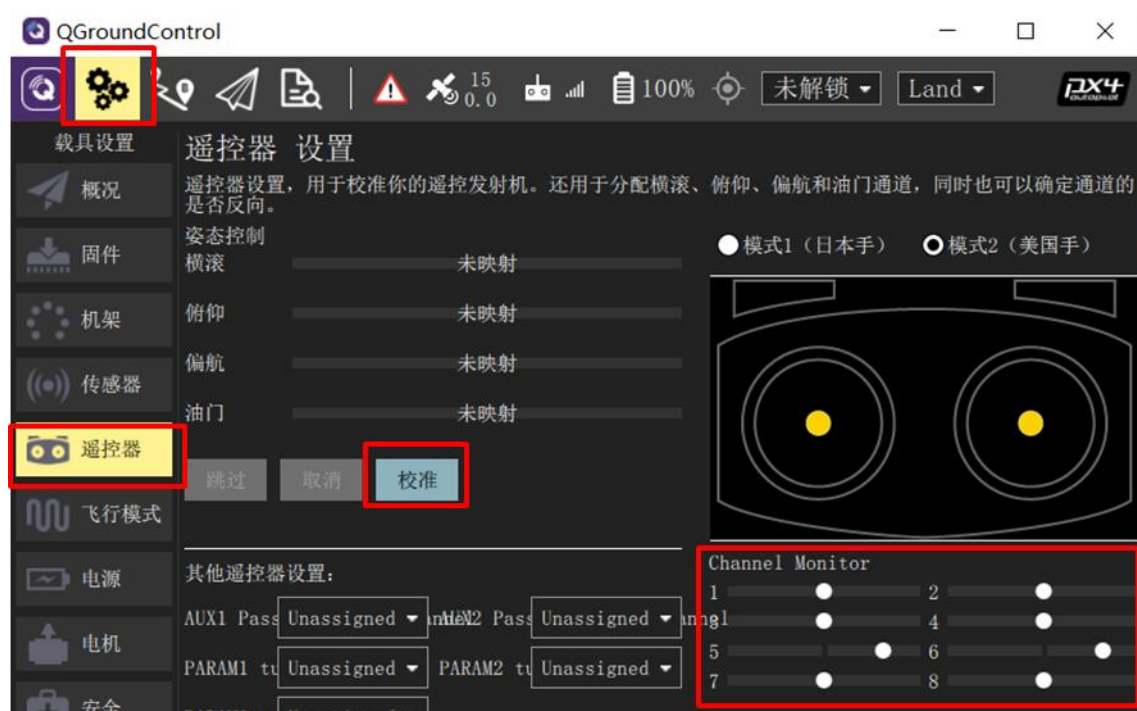 QGroundControl
15
0.0
100%
未解锁
Land
PX4
autopilot
载具设置
遥控器 设置
概况
遥控器设置，用于校准你的遥控发射机。还用于分配横滚、俯仰、偏航和油门通道，同时也可以确定通道的
是否反向。
固件
姿态控制
横滚 未映射
模式1（日本手） 模式2（美国手）
机架
俯仰 未映射
传感器
偏航 未映射
油门 未映射
遥控器
跳过 取消 校准
飞行模式
电源
其他遥控器设置:
Channel Monitor
1 2
AUX1 Pass Unassigned AUX2 Pass Unassigned
3 4
电机
5 6
PARAM1 tu Unassigned PARAM2 tu Unassigned
7 8
安全